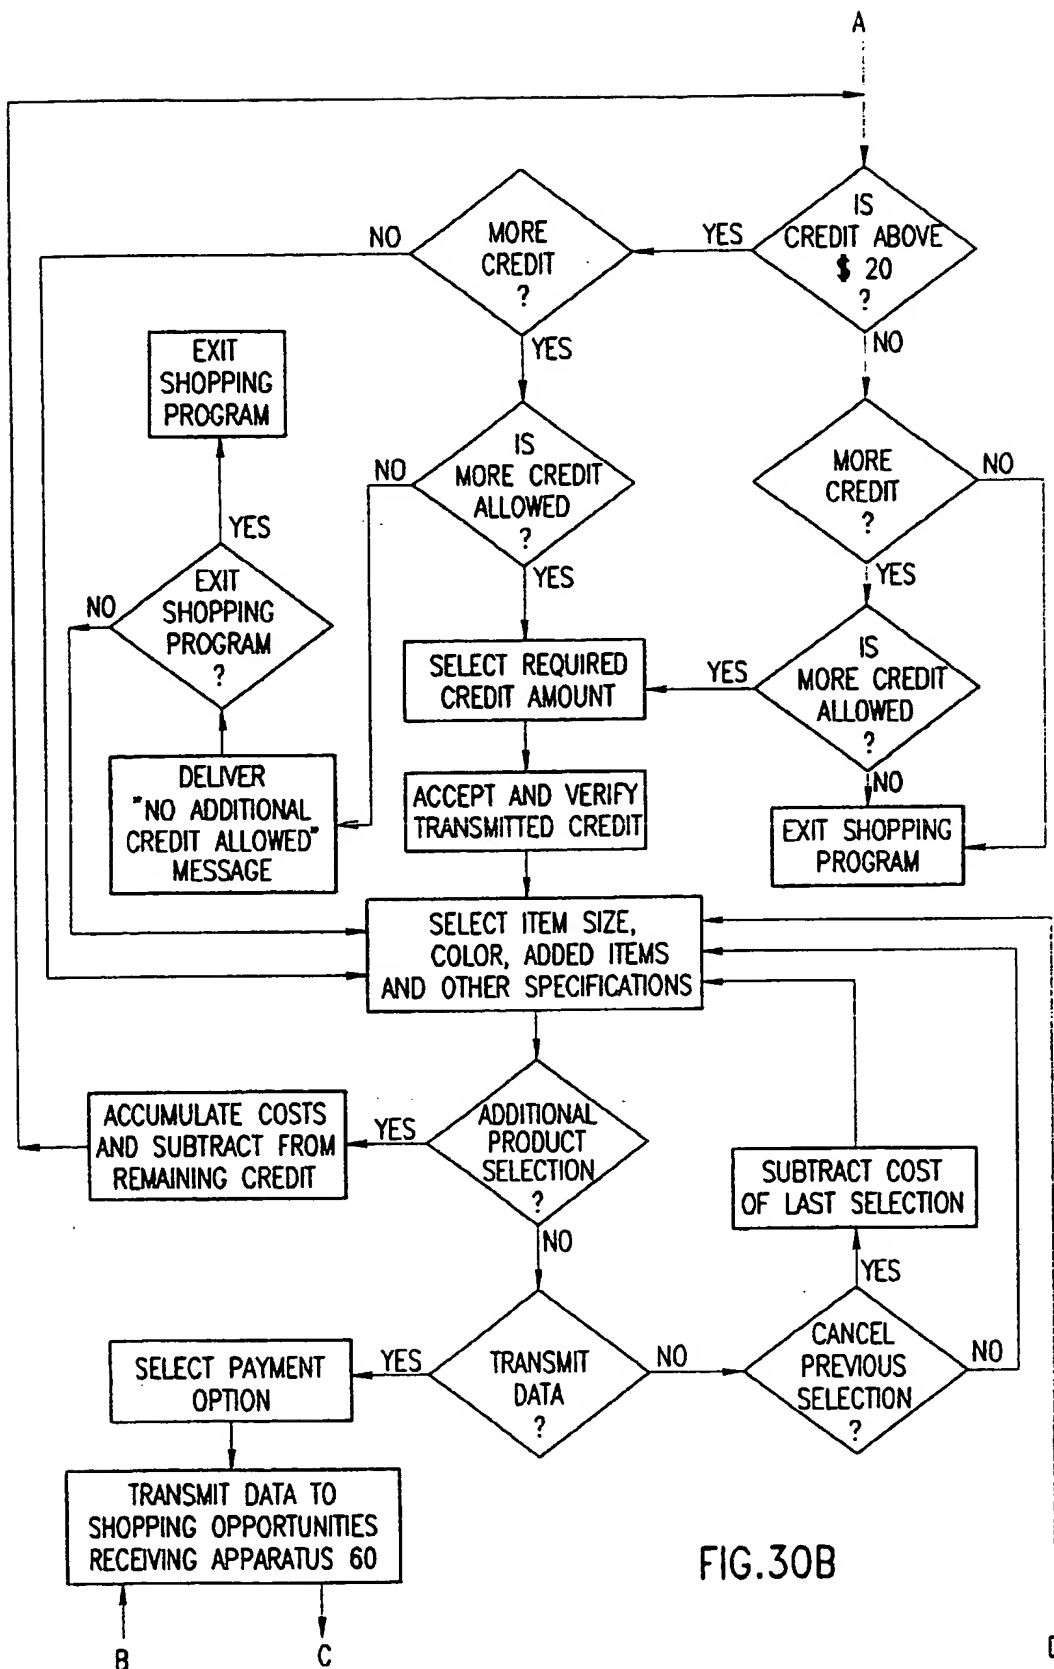 A
IS
CREDIT ABOVE
$ 20
?
YES
NO
MORE
CREDIT
?
NO
YES
EXIT
SHOPPING
PROGRAM
IS
MORE CREDIT
ALLOWED
?
NO
YES
MORE
CREDIT
?
NO
YES
YES
EXIT
SHOPPING
PROGRAM
?
NO
SELECT REQUIRED
CREDIT AMOUNT
YES
IS
MORE CREDIT
ALLOWED
?
NO
DELIVER
"NO ADDITIONAL
CREDIT ALLOWED"
MESSAGE
ACCEPT AND VERIFY
TRANSMITTED CREDIT
EXIT SHOPPING
PROGRAM
SELECT ITEM SIZE,
COLOR, ADDED ITEMS
AND OTHER SPECIFICATIONS
ACCUMULATE COSTS
AND SUBTRACT FROM
REMAINING CREDIT
YES
ADDITIONAL
PRODUCT
SELECTION
?
NO
SUBTRACT COST
OF LAST SELECTION
YES
SELECT PAYMENT
OPTION
YES
TRANSMIT
DATA
?
NO
CANCEL
PREVIOUS
SELECTION
?
NO
TRANSMIT DATA TO
SHOPPING OPPORTUNITIES
RECEIVING APPARATUS 60
FIG.30B
B
C